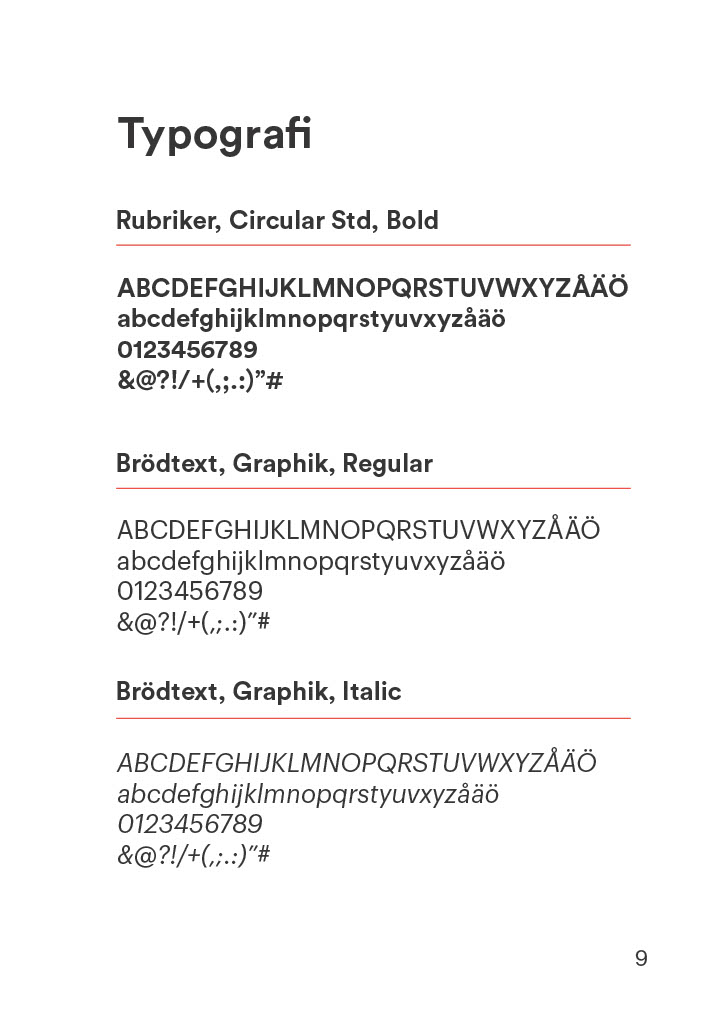 Typografi
Rubriker, Circular Std, Bold
ABCDEFGHIJKLMNOPQRSTUVWXYZÅÄÖ
abcdefghijklmnopqrstyuvxyzåäö
0123456789
&@?!/+(,;.:)”#
Brödtext, Graphik, Regular
ABCDEFGHIJKLMNOPQRSTUVWXYZÅÄÖ
abcdefghijklmnopqrstyuvxyzåäö
0123456789
&@?!/+(,;.:)”#
Brödtext, Graphik, Italic
ABCDEFGHIJKLMNOPQRSTUVWXYZÅÄÖ
abcdefghijklmnopqrstyuvxyzåäö
0123456789
&@?!/+(,;.:)”#
9